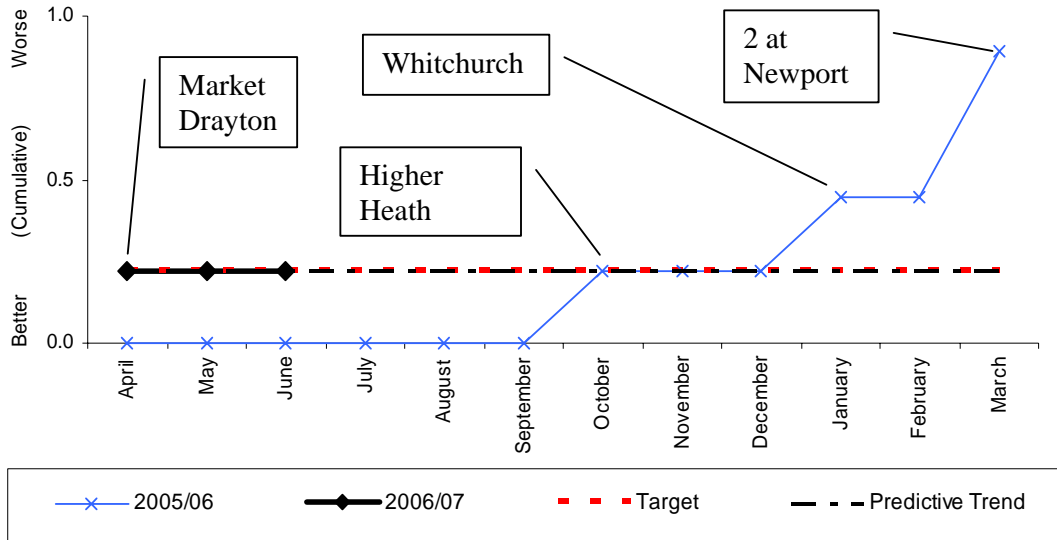 Worse
(Cumulative)
Better
1.0
0.5
0.0
Market
Drayton
Whitchurch
2 at
Newport
Higher
Heath
April
May
June
July
August
September
October
November
December
January
February
March
2005/06
2006/07
Target
Predictive Trend